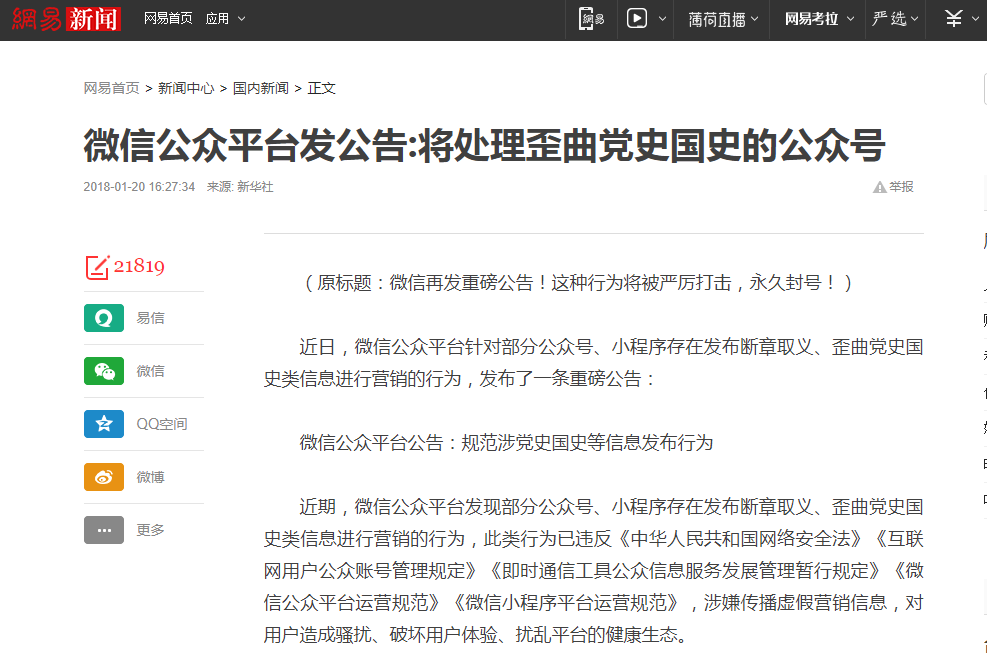 網易新闻 网易首页 应用 網易 薄荷直播 网易考拉 严选
网易首页 > 新闻中心 > 国内新闻 > 正文
微信公众平台发公告:将处理歪曲党史国史的公众号
2018-01-20 16:27:34 来源: 新华社 举报
21819
易信
微信
QQ空间
微博
更多
（原标题：微信再发重磅公告！这种行为将被严厉打击，永久封号！）
近日，微信公众平台针对部分公众号、小程序存在发布断章取义、歪曲党史国
史类信息进行营销的行为，发布了一条重磅公告：
微信公众平台公告：规范涉党史国史等信息发布行为
近期，微信公众平台发现部分公众号、小程序存在发布断章取义、歪曲党史国
史类信息进行营销的行为，此类行为已违反《中华人民共和国网络安全法》《互联
网用户公众账号管理规定》《即时通信工具公众信息服务发展管理暂行规定》《微
信公众平台运营规范》《微信小程序平台运营规范》，涉嫌传播虚假营销信息，对
用户造成骚扰、破坏用户体验、扰乱平台的健康生态。